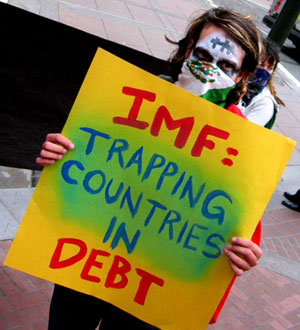 IMF:
TRAPPING
COUNTRIES
IN
DEBT